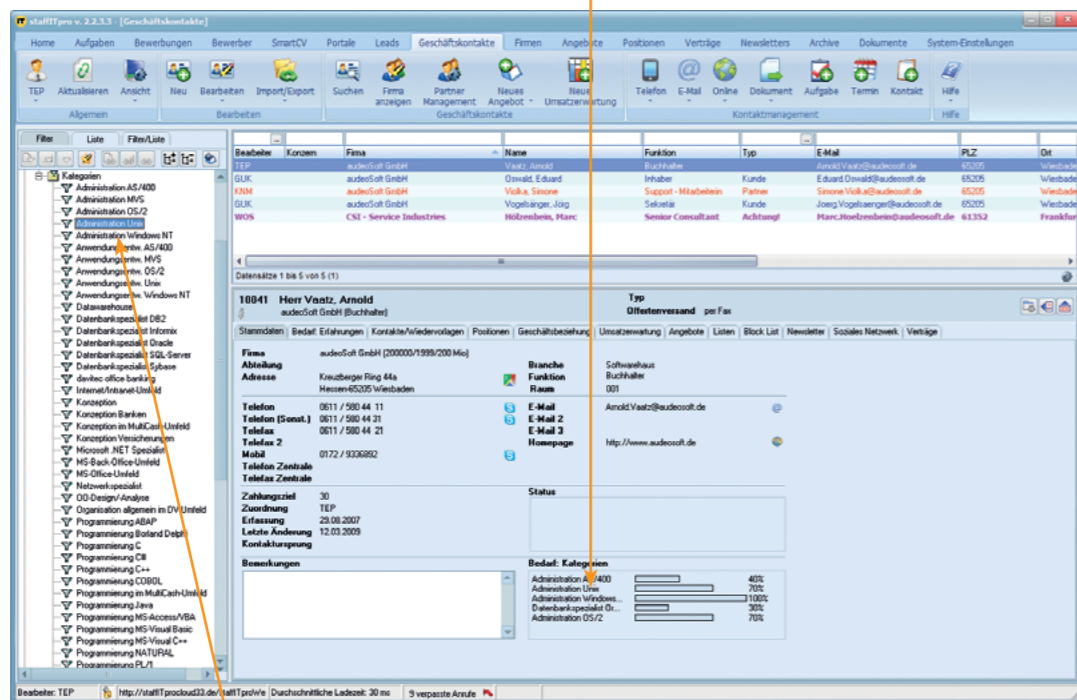 staffITpro v. 2.2.3.3 - [Geschäftskontakte]
Home Aufgaben Bewerbungen Bewerber SmartCV Portale Leads Geschäftskontakte Firmen Angebote Positionen Verträge Newsletters Archive Dokumente System-Einstellungen
TEP Aktualisieren Ansicht Neu Bearbeiten Import/Export Suchen Firma anzeigen Partner Management Neues Angebot Neue Umsatzerwartung Telefon E-Mail Online Dokument Aufgabe Termin Kontakt Hilfe
Allgemein Bearbeiten Geschäftskontakte Kontaktmanagement Hilfe
Filter Liste Filter/Liste
Kategorien
Administration AS/400
Administration MVS
Administration OS/2
Administration Unix
Administration Windows NT
Anwendungsentw. AS/400
Anwendungsentw. MVS
Anwendungsentw. OS/2
Anwendungsentw. Unix
Anwendungsentw. Windows NT
Datawarehouse
Datenbankspezialist DB2
Datenbankspezialist Informix
Datenbankspezialist Oracle
Datenbankspezialist SQL-Server
Datenbankspezialist Sybase
davitec office banking
Internet/Intranet-Umfeld
Konzeption
Konzeption Banken
Konzeption im MultiCash-Umfeld
Konzeption Versicherungen
Microsoft .NET Spezialist
MS-Back-Office-Umfeld
MS-Office-Umfeld
Netzwerkspezialist
OO-Design/-Analyse
Organisation allgemein im DV-Umfeld
Programmierung ABAP
Programmierung Borland Delphi
Programmierung C
Programmierung C#
Programmierung C++
Programmierung COBOL
Programmierung im MultiCash-Umfeld
Programmierung Java
Programmierung MS-Access/VBA
Programmierung MS-Visual Basic
Programmierung MS-Visual C++
Programmierung NATURAL
Programmierung PL/1
Bearbeiter Konzern Firma Name Funktion Typ E-Mail PLZ Ort
TEP audeoSoft GmbH Vaatz, Arnold Buchhalter Arnold.Vaatz@audeosoft.de 65205 Wiesbade
GUK audeoSoft GmbH Oswald, Eduard Inhaber Kunde Eduard.Oswald@audeosoft.de 65205 Wiesbade
KNM audeoSoft GmbH Violka, Simone Support - Mitarbeiterin Partner Simone.Violka@audeosoft.de 65205 Wiesbade
GUK audeoSoft GmbH Vogelsänger, Jörg Sekretär Kunde Joerg.Vogelsaenger@audeosoft.de 65205 Wiesbade
WOS CSI - Service Industries Hölzenbein, Marc Senior Consultant Achtung! Marc.Hoelzenbein@audeosoft.de 61352 Frankfur
Datensätze 1 bis 5 von 5 (1)
10041 Herr Vaatz, Arnold
audeoSoft GmbH (Buchhalter)
Typ
Offertenversand per Fax
Stammdaten Bedarf: Erfahrungen Kontakte/Wiedervorlagen Positionen Geschäftsbeziehung Umsatzerwartung Angebote Listen Block List Newsletter Soziales Netzwerk Verträge
Firma audeoSoft GmbH (200000/1999/200 Mio)
Abteilung Branche Softwarehaus
Adresse Kreuzberger Ring 44a Funktion Buchhalter
Hessen-65205 Wiesbaden Raum 001
Telefon 0611 / 580 44 11 E-Mail Arnold.Vaatz@audeosoft.de
Telefon (Sonst.) 0611 / 580 44 31 E-Mail 2
Telefax 0611 / 580 44 21 E-Mail 3
Telefax 2 Homepage http://www.audeosoft.de
Mobil 0172 / 9336892
Telefon Zentrale
Telefax Zentrale
Zahlungsziel 30 Status
Zuordnung TEP
Erfassung 29.08.2007
Letzte Änderung 12.03.2009
Kontaktursprung
Bemerkungen Bedarf: Kategorien
Administration AS/400 40%
Administration Unix 70%
Administration Windows... 100%
Datenbankspezialist Or... 30%
Administration OS/2 70%
Bearbeiter: TEP http://staffITprocloud33.de/staffITproWe Durchschnittliche Ladezeit: 30 ms 9 verpasste Anrufe